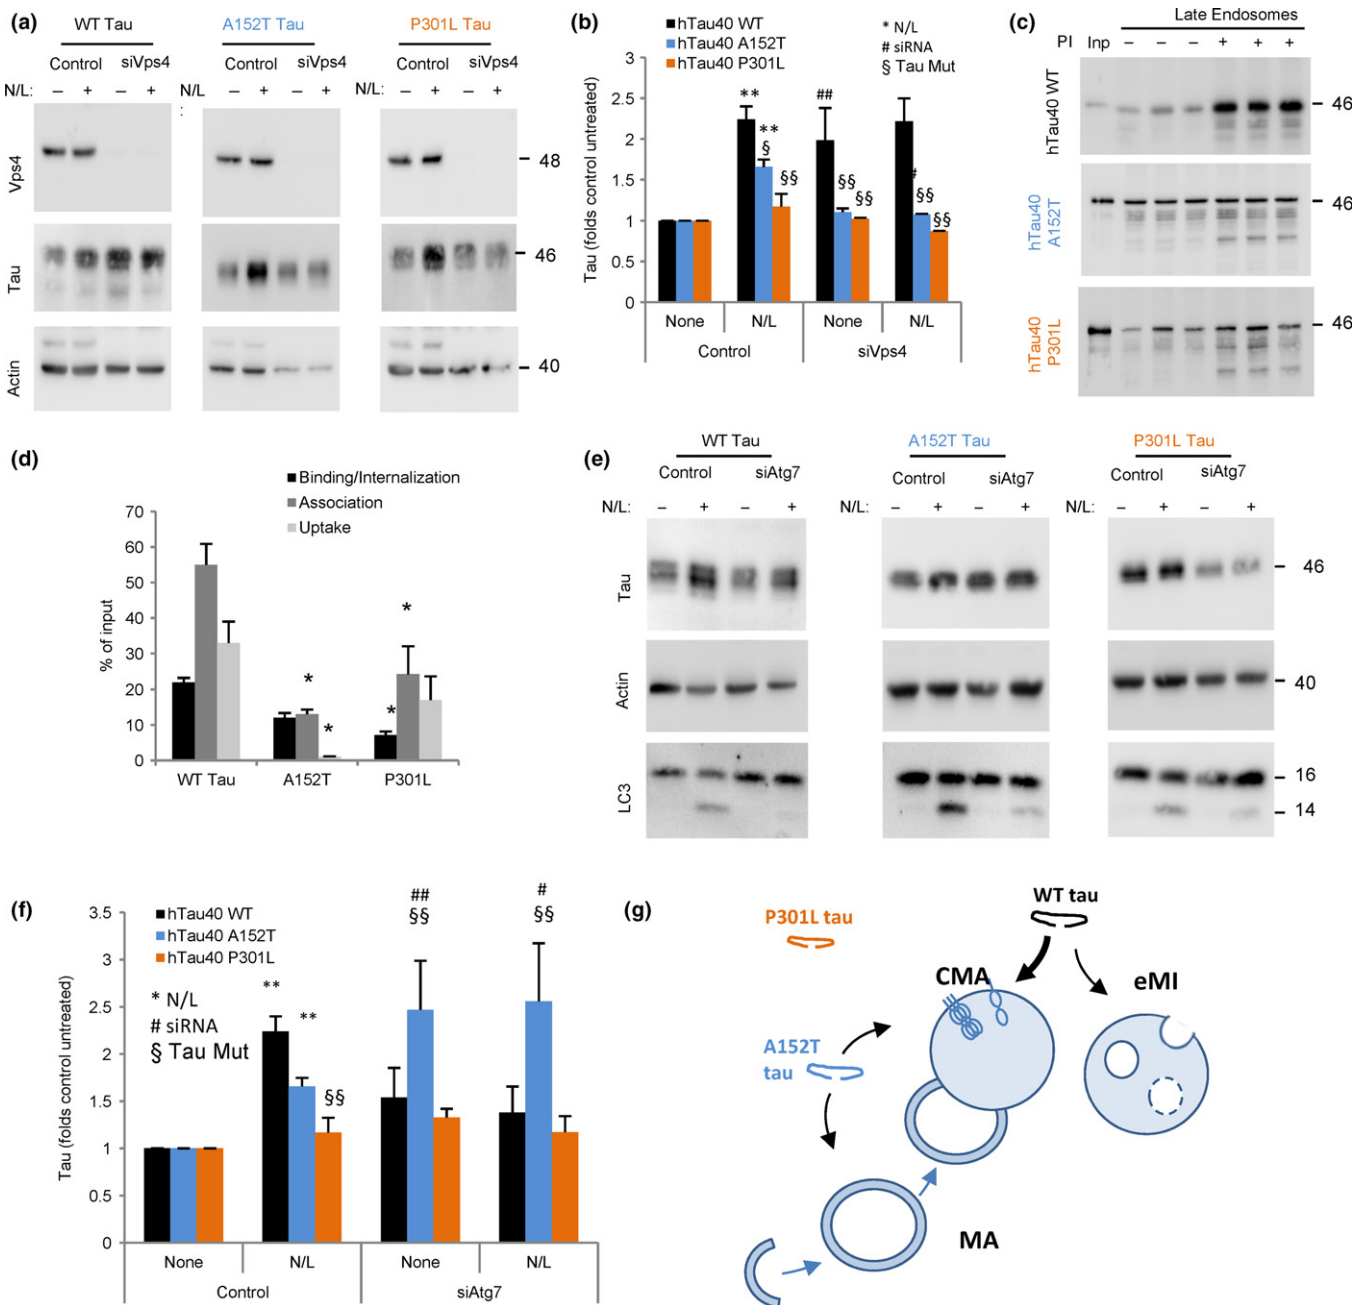 (a)
WT Tau
A152T Tau
P301L Tau
Control siVps4
Control siVps4
Control siVps4
N/L: – + – +
N/L – + – +
:
N/L: – + – +
Vps4
48
Tau
46
Actin
40
(b)
hTau40 WT
hTau40 A152T
hTau40 P301L
* N/L
# siRNA
§ Tau Mut
Tau (folds control untreated)
3
2.5
2
1.5
1
0.5
0
**
**
§
§§
##
§§
§§
#
§§
§§
None N/L None N/L
Control siVps4
(c)
Late Endosomes
PI Inp – – – + + +
hTau40 WT
46
hTau40
A152T
46
hTau40
P301L
46
(d)
Binding/Internalization
Association
Uptake
% of input
70
60
50
40
30
20
10
0
*
*
*
*
WT Tau A152T P301L
(e)
WT Tau
A152T Tau
P301L Tau
Control siAtg7
Control siAtg7
Control siAtg7
N/L: – + – +
N/L: – + – +
N/L: – + – +
Tau
46
Actin
40
LC3
16
14
(f)
hTau40 WT
hTau40 A152T
hTau40 P301L
* N/L
# siRNA
§ Tau Mut
Tau (folds control untreated)
3.5
3
2.5
2
1.5
1
0.5
0
**
**
§§
##
§§
#
§§
None N/L None N/L
Control siAtg7
(g)
P301L tau
WT tau
CMA
eMI
A152T
tau
MA